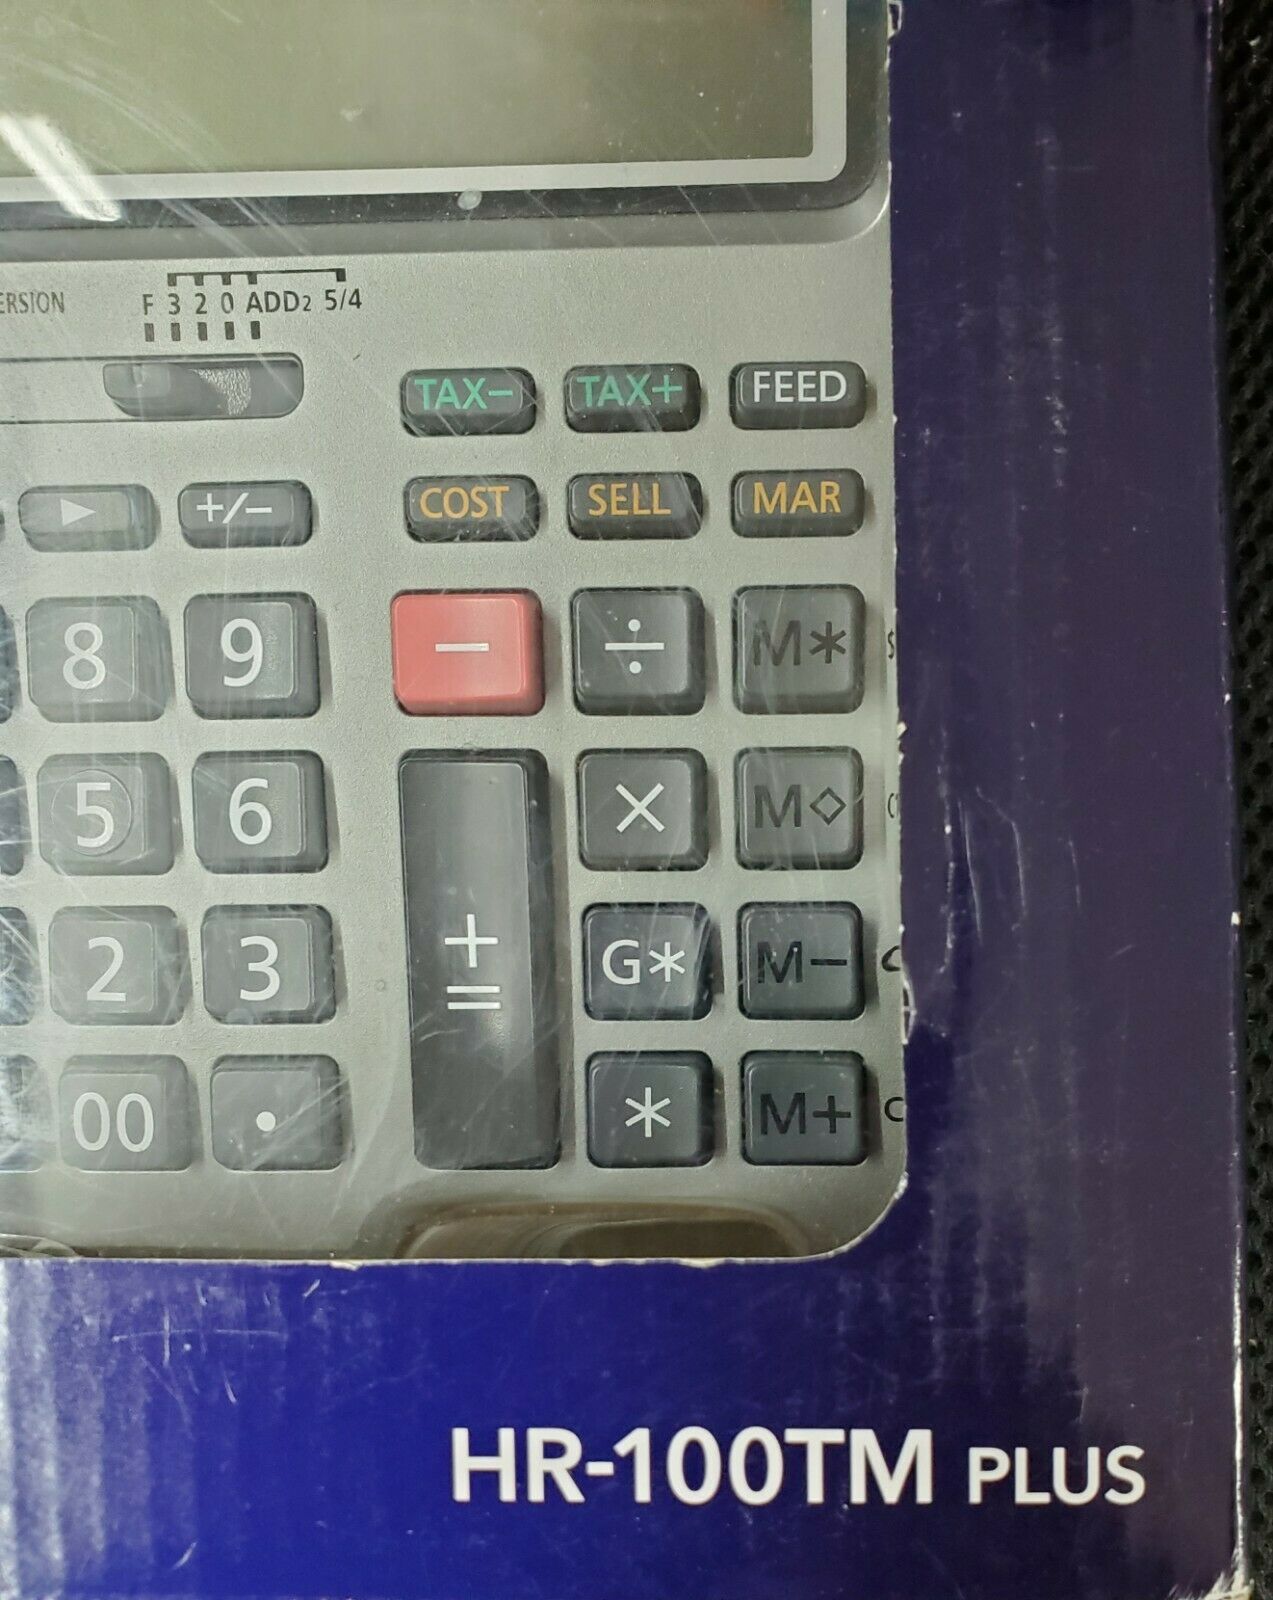 ERSION F 3 2 0 ADD2 5/4
TAX− TAX+ FEED
▶ +/− COST SELL MAR
8 9 − ÷ M*
5 6 × M◇
2 3 + = G* M−
00 . * M+
HR-100TM PLUS